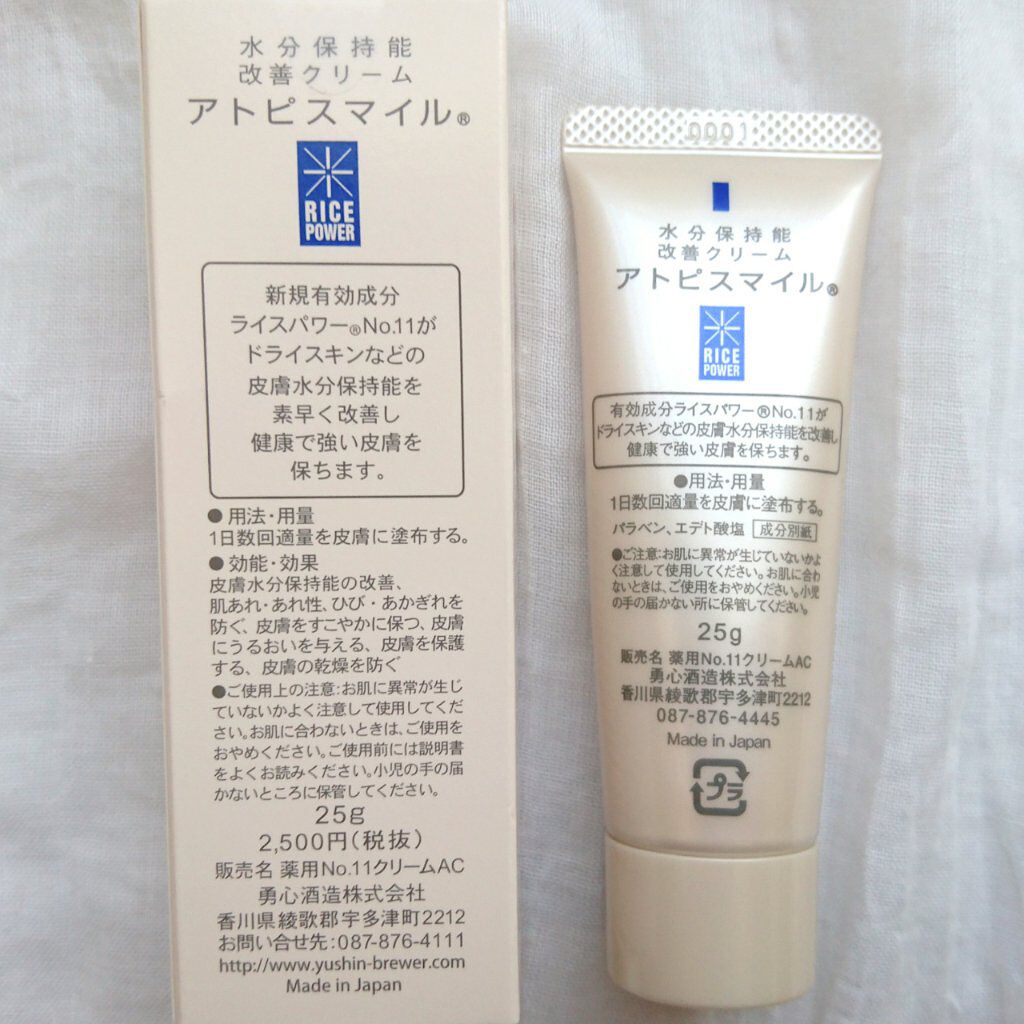 水分保持能
改善クリーム
アトピスマイル®
RICE
POWER
新規有効成分
ライスパワー®No.11が
ドライスキンなどの
皮膚水分保持能を
素早く改善し
健康で強い皮膚を
保ちます。
●用法・用量
1日数回適量を皮膚に塗布する。
●効能・効果
皮膚水分保持能の改善、
肌あれ・あれ性、ひび・あかぎれを
防ぐ、皮膚をすこやかに保つ、皮膚
にうるおいを与える、皮膚を保護
する、皮膚の乾燥を防ぐ
●ご使用上の注意:お肌に異常が生じ
ていないかよく注意して使用してくだ
さい。お肌に合わないときは、ご使用を
おやめください。ご使用前には説明書
をよくお読みください。小児の手の届
かないところに保管してください。
25g
2,500円(税抜)
販売名 薬用No.11クリームAC
勇心酒造株式会社
香川県綾歌郡宇多津町2212
お問い合せ先:087-876-4111
http://www.yushin-brewer.com
Made in Japan
0001
水分保持能
改善クリーム
アトピスマイル®
RICE
POWER
有効成分ライスパワー®No.11が
ドライスキンなどの皮膚水分保持能を改善し
健康で強い皮膚を保ちます。
●用法・用量
1日数回適量を皮膚に塗布する。
パラベン、エデト酸塩 成分別紙
●ご注意:お肌に異常が生じていないかよ
く注意して使用してください。お肌に合わ
ないときは、ご使用をおやめください。小児
の手の届かない所に保管してください。
25g
販売名 薬用No.11クリームAC
勇心酒造株式会社
香川県綾歌郡宇多津町2212
087-876-4445
Made in Japan
プラ